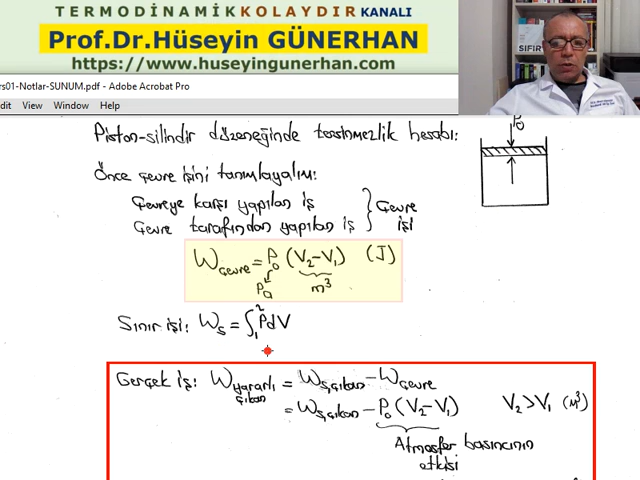 TERMODİNAMİKKOLAYDIR KANALI
Prof.Dr.Hüseyin GÜNERHAN
https://www.huseyingunerhan.com/
rs01-Notlar-SUNUM.pdf - Adobe Acrobat Pro
dit View Window Help
Piston-silindir düzeneğinde tersinmezlik hesabı:
P0
Önce çevre işini tanımlayalım:
Çevreye karşı yapılan iş
Çevre tarafından yapılan iş } Çevre işi
Wçevre = P0 (V2-V1) (J)
Pa m³
Sınır işi: Ws = ∫₁² PdV
Gerçek iş: Wyararlı çıkan = Ws,çıkan - Wçevre
= Ws,çıkan - P0 (V2-V1) V2 > V1 (m³)
Atmosfer basıncının
etkisi
SIFIR